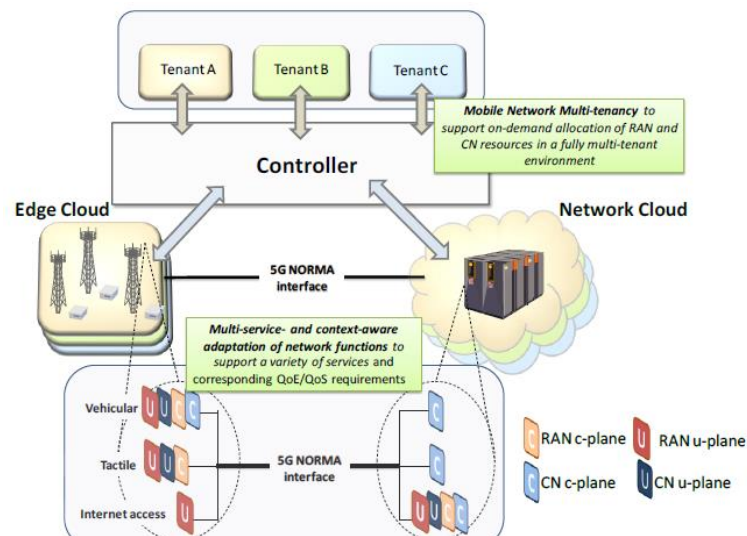 Tenant A
Tenant B
Tenant C
Mobile Network Multi-tenancy to
support on-demand allocation of RAN and
CN resources in a fully multi-tenant
environment
Controller
Edge Cloud
Network Cloud
5G NORMA
interface
Multi-service- and context-aware
adaptation of network functions to
support a variety of services and
corresponding QoE/QoS requirements
Vehicular
U U C C
C
Tactile
U U C
C
5G NORMA
interface
Internet access
U
U U C C
C RAN c-plane
U RAN u-plane
C CN c-plane
U CN u-plane